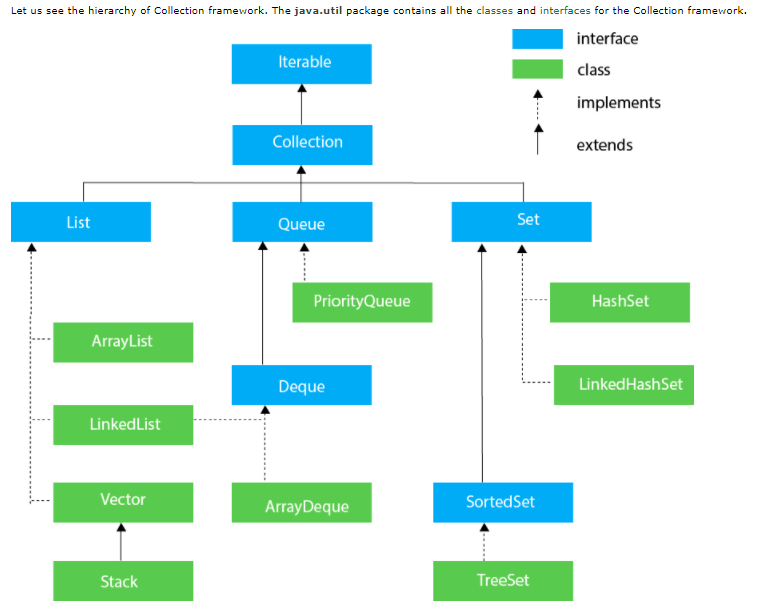 Let us see the hierarchy of Collection framework. The java.util package contains all the classes and interfaces for the Collection framework.
interface
class
implements
extends
Iterable
Collection
List
Queue
Set
PriorityQueue
HashSet
ArrayList
Deque
LinkedHashSet
LinkedList
Vector
ArrayDeque
SortedSet
Stack
TreeSet